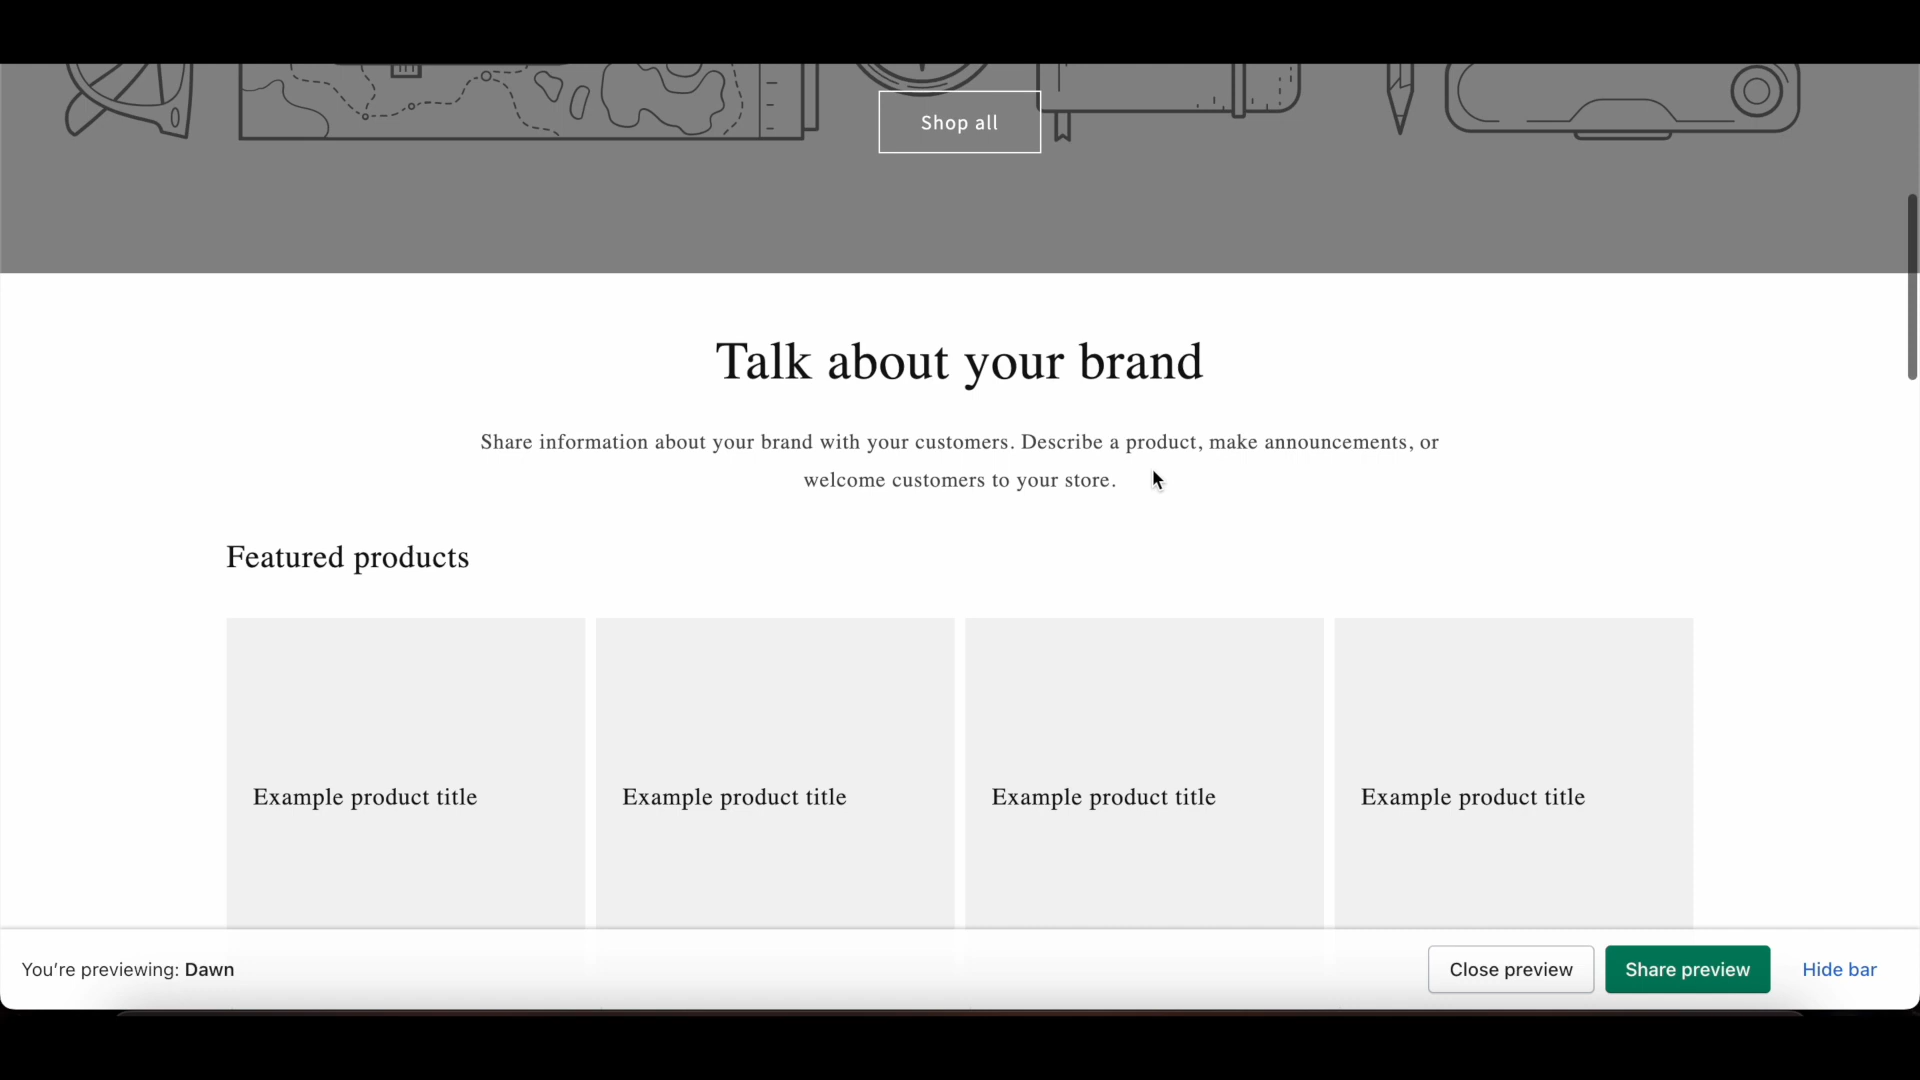 Shop all
Talk about your brand
Share information about your brand with your customers. Describe a product, make announcements, or
welcome customers to your store.
Featured products
Example product title
Example product title
Example product title
Example product title
You’re previewing: Dawn
Close preview
Share preview
Hide bar